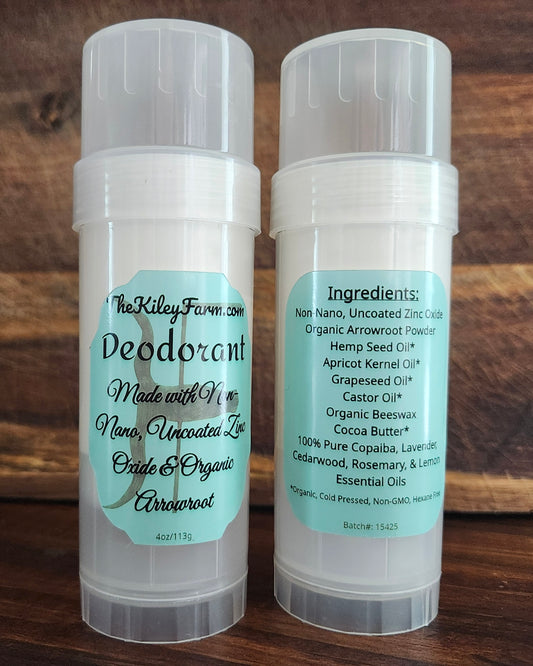 TheKileyFarm.com
Deodorant
Made with Non-
Nano, Uncoated Zinc
Oxide & Organic
Arrowroot
4oz/113g
Ingredients:
Non-Nano, Uncoated Zinc Oxide
Organic Arrowroot Powder
Hemp Seed Oil*
Apricot Kernel Oil*
Grapeseed Oil*
Castor Oil*
Organic Beeswax
Cocoa Butter*
100% Pure Copaiba, Lavender,
Cedarwood, Rosemary, & Lemon
Essential Oils
*Organic, Cold Pressed, Non-GMO, Hexane Free
Batch#: 15425